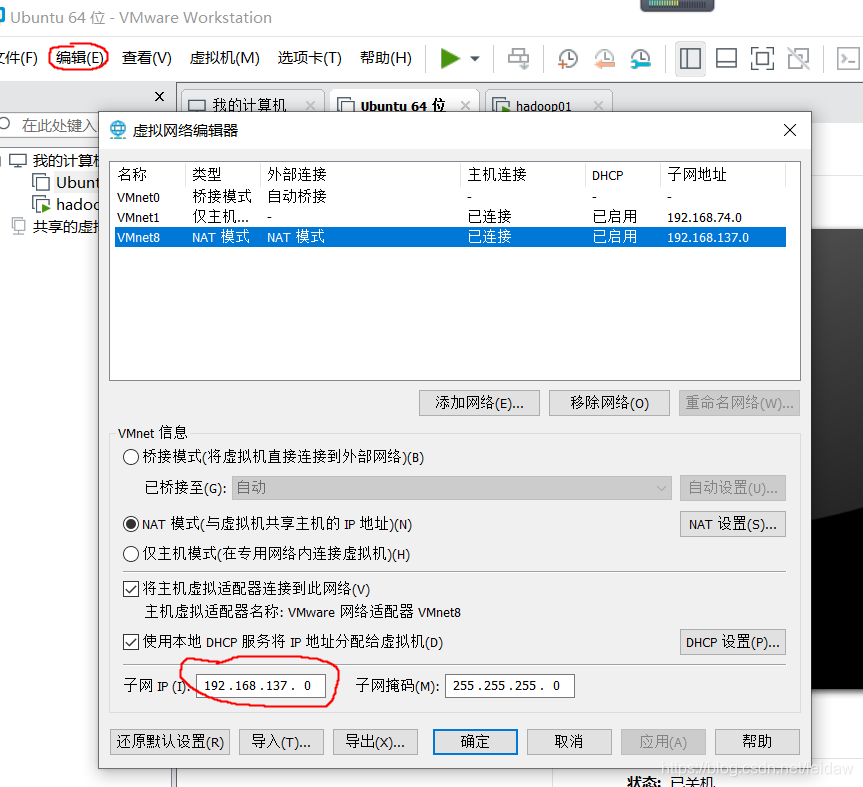 Ubuntu 64 位 - VMware Workstation
文件(F) 编辑(E) 查看(V) 虚拟机(M) 选项卡(T) 帮助(H)
我的计算机 Ubuntu 64 位 hadoop01
在此处键入
虚拟网络编辑器
我的计算机
Ubunt
hadoo
共享的虚拟
名称 类型 外部连接 主机连接 DHCP 子网地址
VMnet0 桥接模式 自动桥接 - - -
VMnet1 仅主机... - 已连接 已启用 192.168.74.0
VMnet8 NAT 模式 NAT 模式 已连接 已启用 192.168.137.0
添加网络(E)... 移除网络(O) 重命名网络(W)...
VMnet 信息
桥接模式(将虚拟机直接连接到外部网络)(B)
已桥接至(G): 自动 自动设置(U)...
NAT 模式(与虚拟机共享主机的 IP 地址)(N) NAT 设置(S)...
仅主机模式(在专用网络内连接虚拟机)(H)
将主机虚拟适配器连接到此网络(V)
主机虚拟适配器名称: VMware 网络适配器 VMnet8
使用本地 DHCP 服务将 IP 地址分配给虚拟机(D) DHCP 设置(P)...
子网 IP (I): 192.168.137. 0 子网掩码(M): 255.255.255. 0
还原默认设置(R) 导入(T)... 导出(X)... 确定 取消 应用(A) 帮助
状态: 已关机